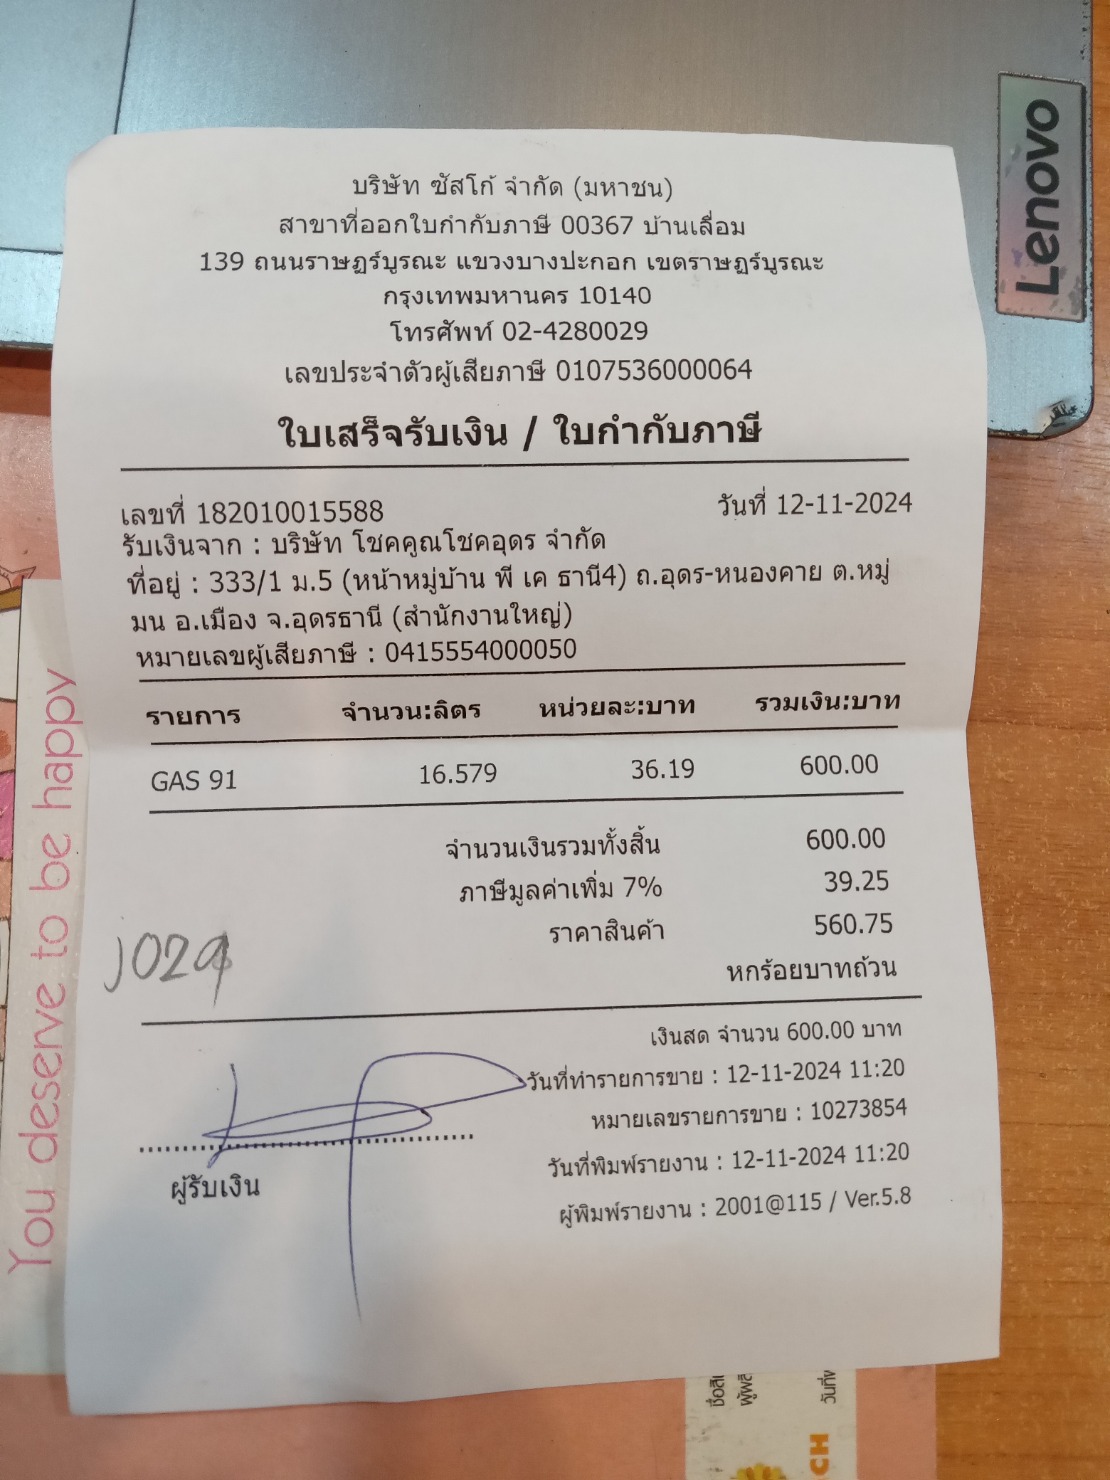 Lenovo
บริษัท ซัสโก้ จำกัด (มหาชน)
สาขาที่ออกใบกำกับภาษี 00367 บ้านเลื่อม
139 ถนนราษฏร์บูรณะ แขวงบางปะกอก เขตราษฏร์บูรณะ
กรุงเทพมหานคร 10140
โทรศัพท์ 02-4280029
เลขประจำตัวผู้เสียภาษี 0107536000064
ใบเสร็จรับเงิน / ใบกำกับภาษี
เลขที่ 182010015588 วันที่ 12-11-2024
รับเงินจาก : บริษัท โชคคูณโชคอุดร จำกัด
ที่อยู่ : 333/1 ม.5 (หน้าหมู่บ้าน พี เค ธานี4) ถ.อุดร-หนองคาย ต.หมู่
มน อ.เมือง จ.อุดรธานี (สำนักงานใหญ่)
หมายเลขผู้เสียภาษี : 0415554000050
รายการ จำนวน:ลิตร หน่วยละ:บาท รวมเงิน:บาท
GAS 91 16.579 36.19 600.00
จำนวนเงินรวมทั้งสิ้น 600.00
ภาษีมูลค่าเพิ่ม 7% 39.25
ราคาสินค้า 560.75
หกร้อยบาทถ้วน
เงินสด จำนวน 600.00 บาท
วันที่ทำรายการขาย : 12-11-2024 11:20
หมายเลขรายการขาย : 10273854
วันที่พิมพ์รายงาน : 12-11-2024 11:20
ผู้พิมพ์รายงาน : 2001@115 / Ver.5.8
ผู้รับเงิน
You deserve to be happy
CH